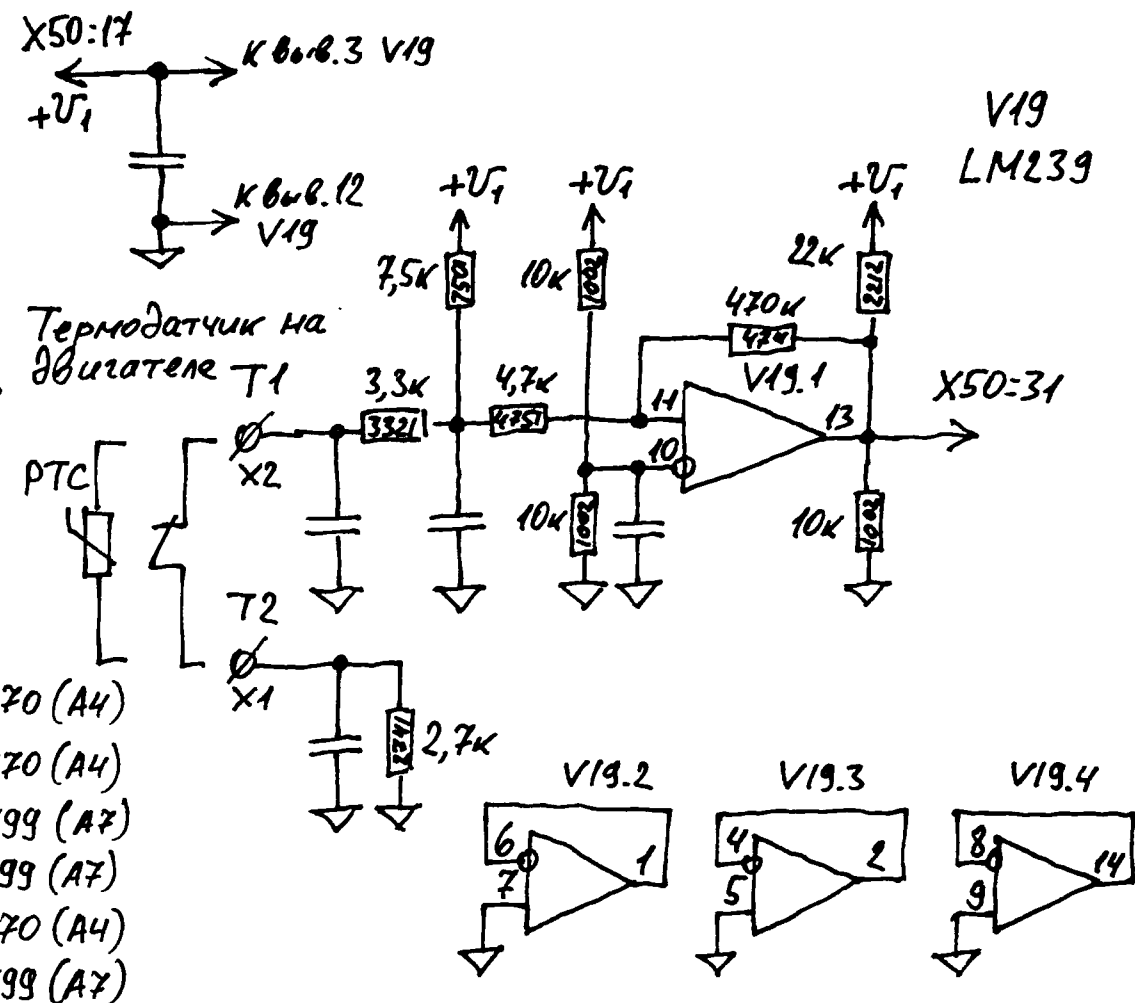 X50:17
К выв.3 V19
+U1
К выв.12
V19
V19
LM239
+U1
+U1
+U1
7,5к
7501
10к
1002
22к
2212
470к
474
Термодатчик на
двигателе
T1
3,3к
3321
4,7к
4751
V19.1
X50:31
11
13
10
PTC
X2
10к
1002
10к
1002
T2
X1
2,7к
2741
70 (A4)
70 (A4)
99 (A7)
99 (A7)
70 (A4)
99 (A7)
V19.2
V19.3
V19.4
6
7
1
4
5
2
8
9
14